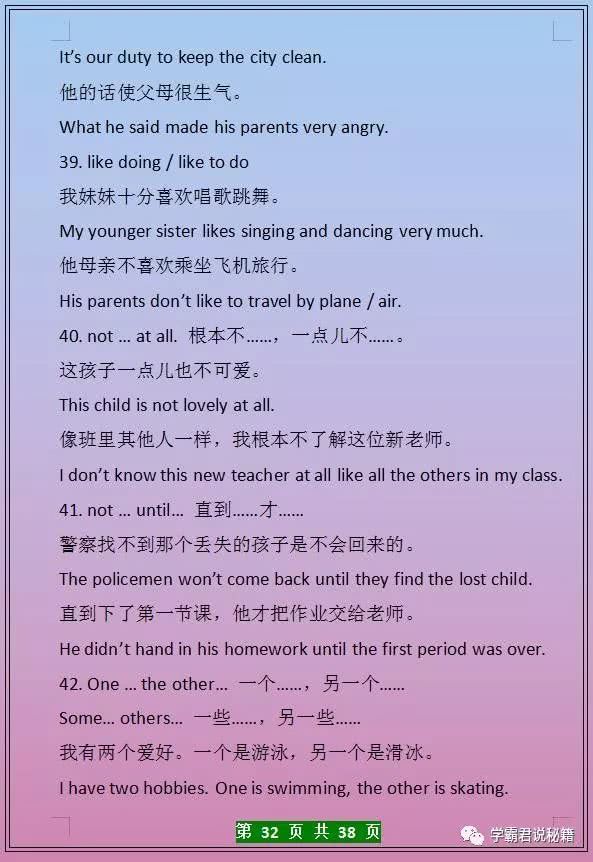 It's our duty to keep the city clean.
他的话使父母很生气。
What he said made his parents very angry.
39. like doing / like to do
我妹妹十分喜欢唱歌跳舞。
My younger sister likes singing and dancing very much.
他母亲不喜欢乘坐飞机旅行。
His parents don't like to travel by plane / air.
40. not … at all.  根本不……，一点儿不……。
这孩子一点儿也不可爱。
This child is not lovely at all.
像班里其他人一样，我根本不了解这位新老师。
I don't know this new teacher at all like all the others in my class.
41. not … until…  直到……才……
警察找不到那个丢失的孩子是不会回来的。
The policemen won't come back until they find the lost child.
直到下了第一节课，他才把作业交给老师。
He didn't hand in his homework until the first period was over.
42. One … the other…  一个……，另一个……
Some… others…  一些……，另一些……
我有两个爱好。一个是游泳，另一个是滑冰。
I have two hobbies. One is swimming, the other is skating.
第 32 页 共 38 页
学霸君说秘籍